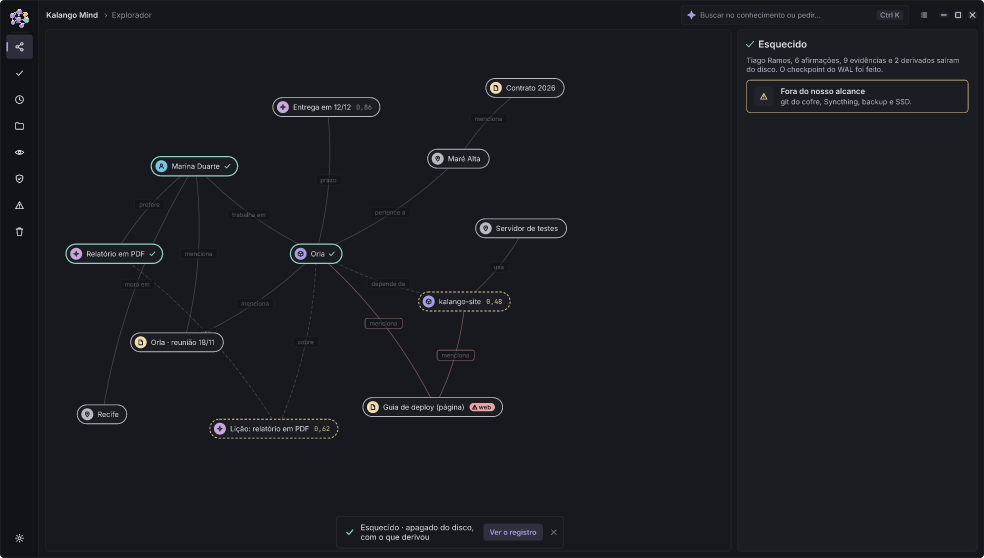 Kalango Mind › Explorador
Buscar no conhecimento ou pedir... Ctrl K
Esquecido
Tiago Ramos, 6 afirmações, 9 evidências e 2 derivados saíram
do disco. O checkpoint do WAL foi feito.
Fora do nosso alcance
git do cofre, Syncthing, backup e SSD.
Contrato 2026
Entrega em 12/12 0,86
menciona
Maré Alta
Marina Duarte
prazo
prefere
trabalha em
pertence a
Servidor de testes
Relatório em PDF
menciona
Orla
usa
mora em
depende de
kalango-site 0,48
menciona
menciona
Orla · reunião 18/11
sobre
menciona
Guia de deploy (página) web
Recife
Lição: relatório em PDF 0,62
Esquecido · apagado do disco,
com o que derivou
Ver o registro